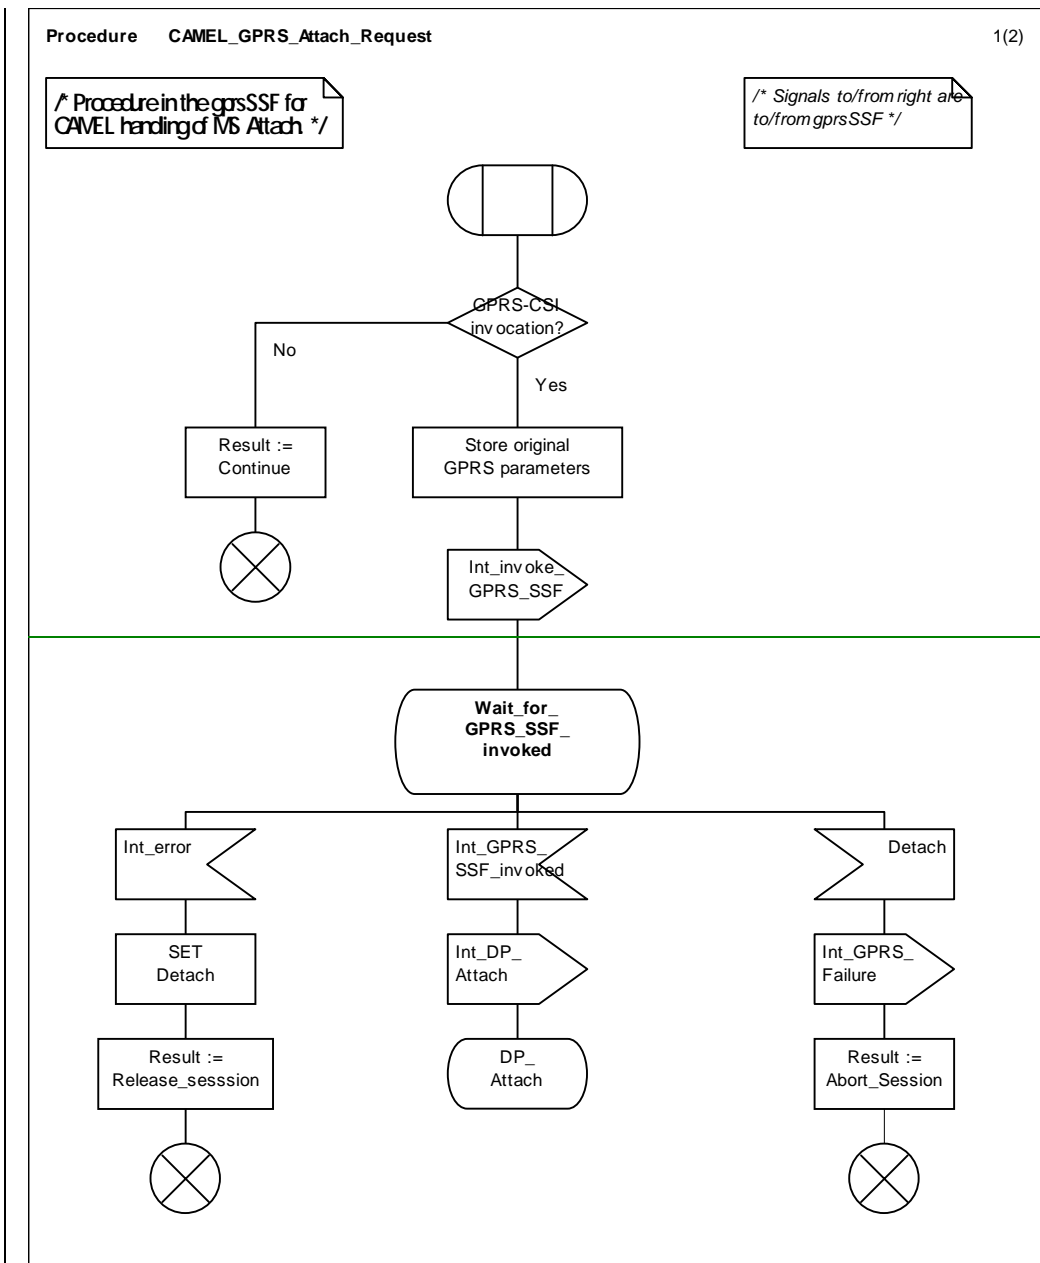 Procedure CAMEL_GPRS_Attach_Request 1(2)
/* Procedure in the gprsSSF for
CAMEL handling of MS Attach. */
/* Signals to/from right are
to/from gprsSSF */
GPRS-CSI
invocation?
No
Yes
Result :=
Continue
Store original
GPRS parameters
Int_invoke_
GPRS_SSF
Wait_for_
GPRS_SSF_
invoked
Int_error
Int_GPRS_
SSF_invoked
Detach
SET
Detach
Int_DP_
Attach
Int_GPRS_
Failure
Result :=
Release_sesssion
DP_
Attach
Result :=
Abort_Session